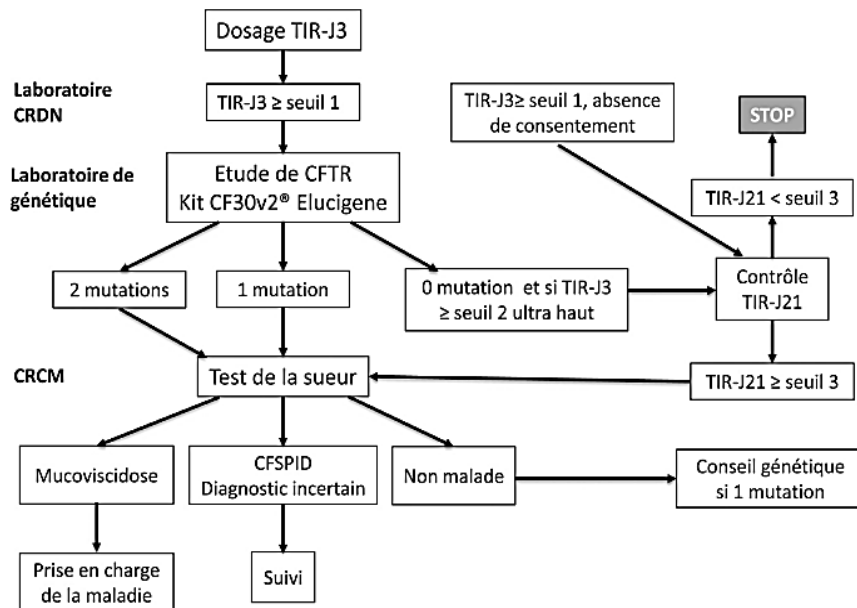 Dosage TIR-J3
Laboratoire
CRDN
TIR-J3 ≥ seuil 1
TIR-J3≥ seuil 1, absence
de consentement
STOP
Laboratoire de
génétique
Etude de CFTR
Kit CF30v2® Elucigene
TIR-J21 < seuil 3
2 mutations
1 mutation
0 mutation et si TIR-J3
≥ seuil 2 ultra haut
Contrôle
TIR-J21
CRCM
Test de la sueur
TIR-J21 ≥ seuil 3
Mucoviscidose
CFSPID
Diagnostic incertain
Non malade
Conseil génétique
si 1 mutation
Prise en charge
de la maladie
Suivi